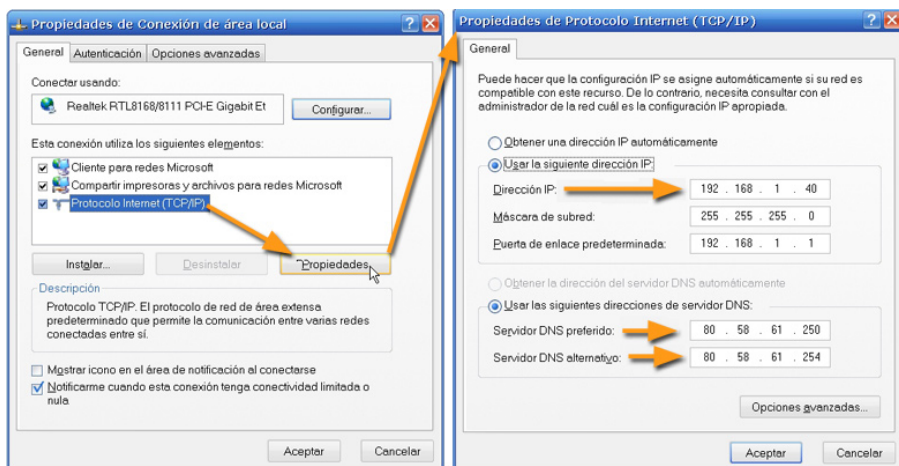 Propiedades de Conexión de área local
General
Autenticación
Opciones avanzadas
Conectar usando:
Realtek RTL8168/8111 PCI-E Gigabit Et
Configurar...
Esta conexión utiliza los siguientes elementos:
Cliente para redes Microsoft
Compartir impresoras y archivos para redes Microsoft
Protocolo Internet (TCP/IP)
Instalar...
Desinstalar
Propiedades
Descripción
Protocolo TCP/IP. El protocolo de red de área extensa
predeterminado que permite la comunicación entre varias redes
conectadas entre sí.
Mostrar icono en el área de notificación al conectarse
Notificarme cuando esta conexión tenga conectividad limitada o
nula
Aceptar
Cancelar
Propiedades de Protocolo Internet (TCP/IP)
General
Puede hacer que la configuración IP se asigne automáticamente si su red es
compatible con este recurso. De lo contrario, necesita consultar con el
administrador de la red cuál es la configuración IP apropiada.
Obtener una dirección IP automáticamente
Usar la siguiente dirección IP:
Dirección IP: 192 . 168 . 1 . 40
Máscara de subred: 255 . 255 . 255 . 0
Puerta de enlace predeterminada: 192 . 168 . 1 . 1
Obtener la dirección del servidor DNS automáticamente
Usar las siguientes direcciones de servidor DNS:
Servidor DNS preferido: 80 . 58 . 61 . 250
Servidor DNS alternativo: 80 . 58 . 61 . 254
Opciones avanzadas...
Aceptar
Cancelar